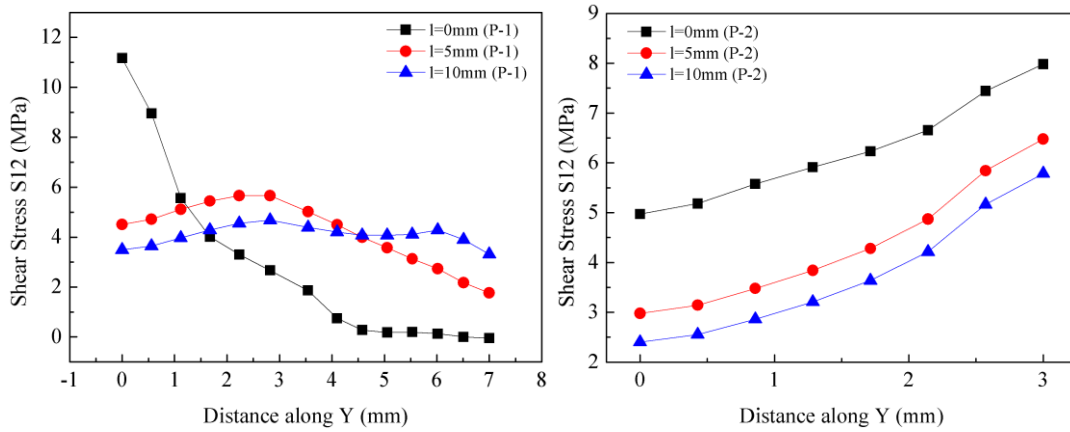 12
10
8
6
4
2
0
-1
0
1
2
3
4
5
6
7
8
Shear Stress S12 (MPa)
Distance along Y (mm)
l=0mm (P-1)
l=5mm (P-1)
l=10mm (P-1)
9
8
7
6
5
4
3
2
0
1
2
3
Shear Stress S12 (MPa)
Distance along Y (mm)
l=0mm (P-2)
l=5mm (P-2)
l=10mm (P-2)